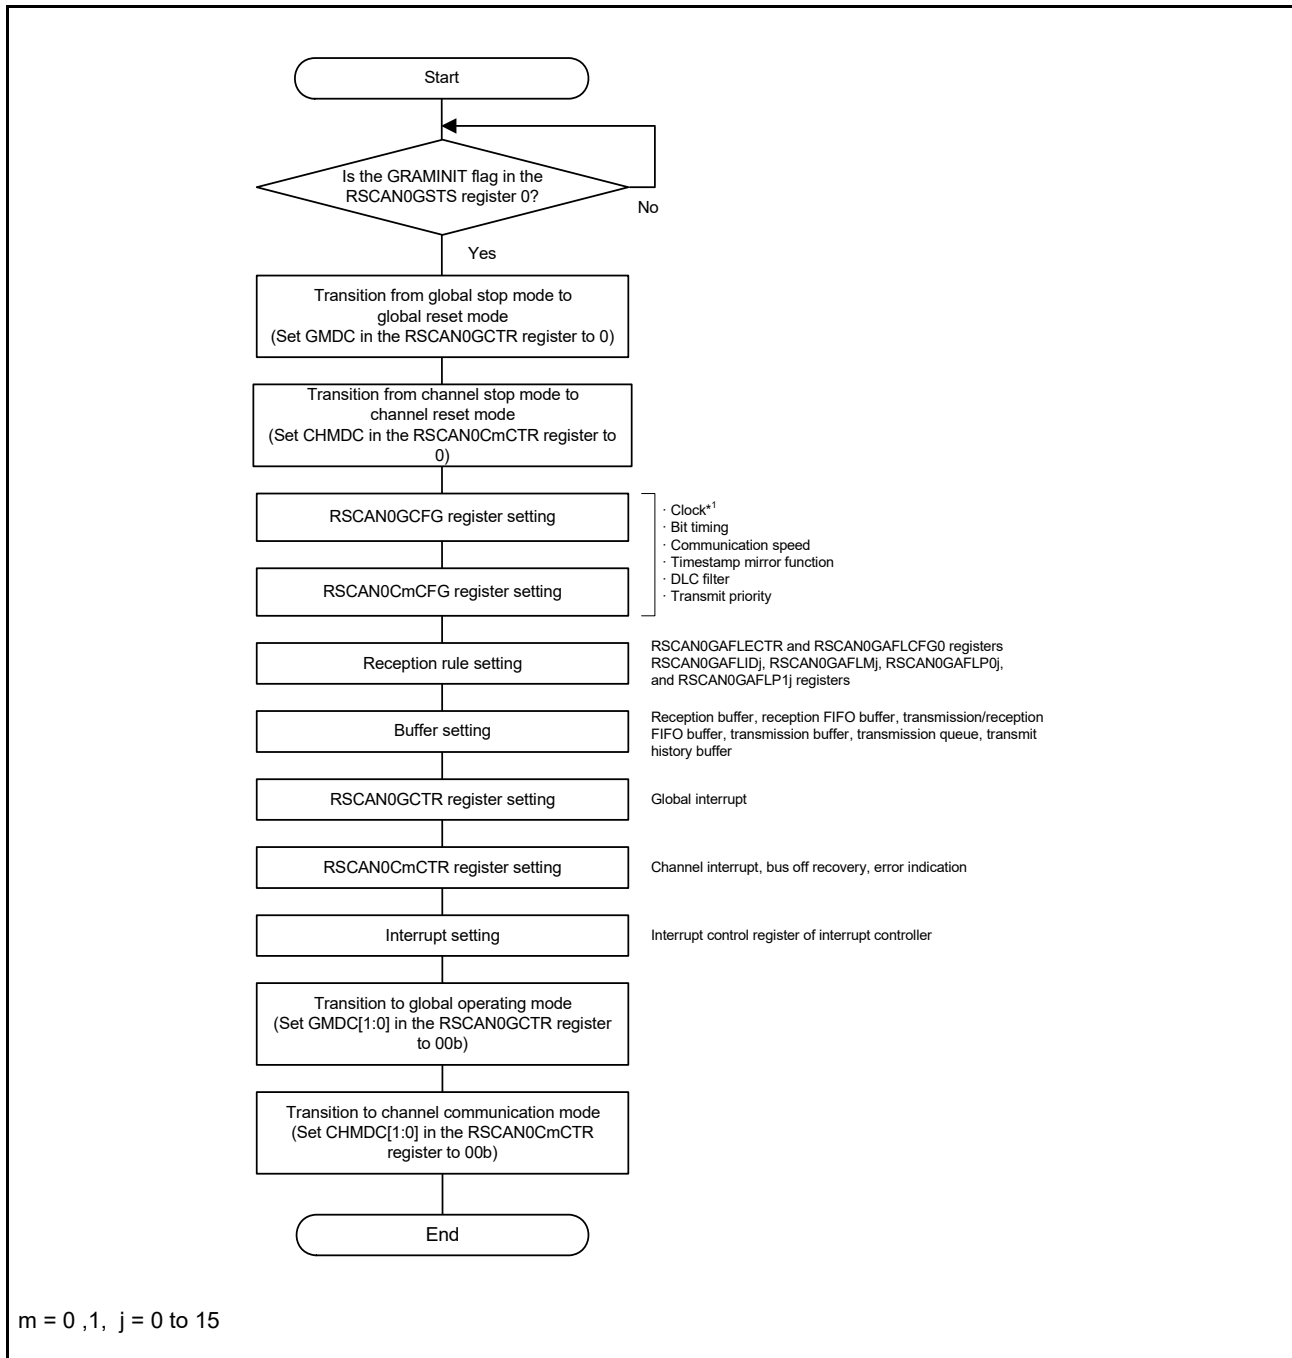 Start
Is the GRAMINIT flag in the
RSCAN0GSTS register 0?
No
Yes
Transition from global stop mode to
global reset mode
(Set GMDC in the RSCAN0GCTR register to 0)
Transition from channel stop mode to
channel reset mode
(Set CHMDC in the RSCAN0CmCTR register to
0)
RSCAN0GCFG register setting
· Clock*1
· Bit timing
· Communication speed
· Timestamp mirror function
· DLC filter
· Transmit priority
RSCAN0CmCFG register setting
Reception rule setting
RSCAN0GAFLECTR and RSCAN0GAFLCFG0 registers
RSCAN0GAFLIDj, RSCAN0GAFLMj, RSCAN0GAFLP0j,
and RSCAN0GAFLP1j registers
Buffer setting
Reception buffer, reception FIFO buffer, transmission/reception
FIFO buffer, transmission buffer, transmission queue, transmit
history buffer
RSCAN0GCTR register setting
Global interrupt
RSCAN0CmCTR register setting
Channel interrupt, bus off recovery, error indication
Interrupt setting
Interrupt control register of interrupt controller
Transition to global operating mode
(Set GMDC[1:0] in the RSCAN0GCTR register
to 00b)
Transition to channel communication mode
(Set CHMDC[1:0] in the RSCAN0CmCTR
register to 00b)
End
m = 0 ,1, j = 0 to 15